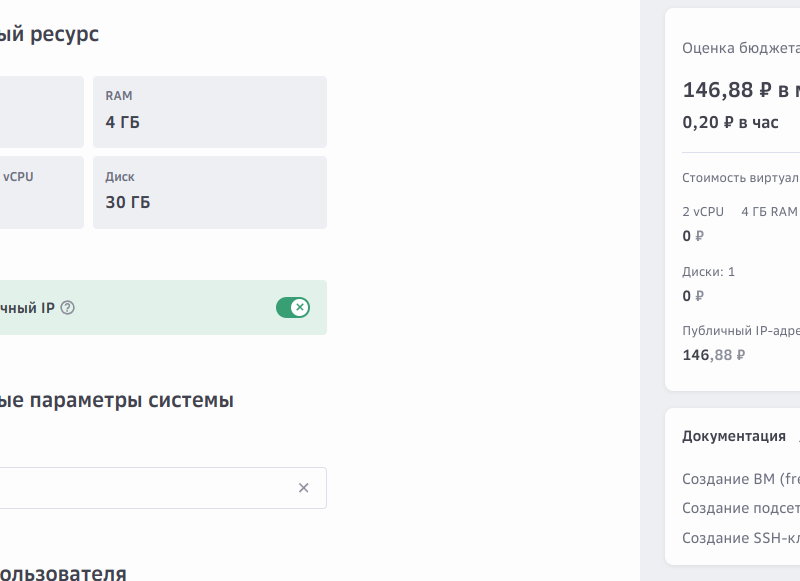 ый ресурс
RAM
4 ГБ
vCPU
Диск
30 ГБ
чный IP
ые параметры системы
ользователя
Оценка бюджета
146,88 ₽ в
0,20 ₽ в час
Стоимость виртуал
2 vCPU 4 ГБ RAM
0 ₽
Диски: 1
0 ₽
Публичный IP-адре
146,88 ₽
Документация
Создание ВМ (fre
Создание подсет
Создание SSH-кл